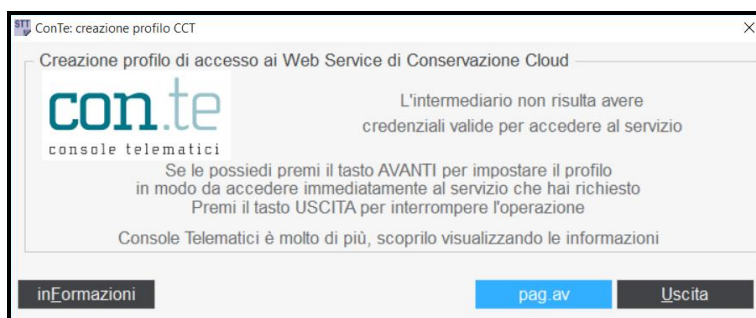 STT
ConTe: creazione profilo CCT
Creazione profilo di accesso ai Web Service di Conservazione Cloud
con.te
console telematici
L'intermediario non risulta avere
credenziali valide per accedere al servizio
Se le possiedi premi il tasto AVANTI per impostare il profilo
in modo da accedere immediatamente al servizio che hai richiesto
Premi il tasto USCITA per interrompere l'operazione
Console Telematici è molto di più, scoprilo visualizzando le informazioni
inFormazioni
pag.av
Uscita